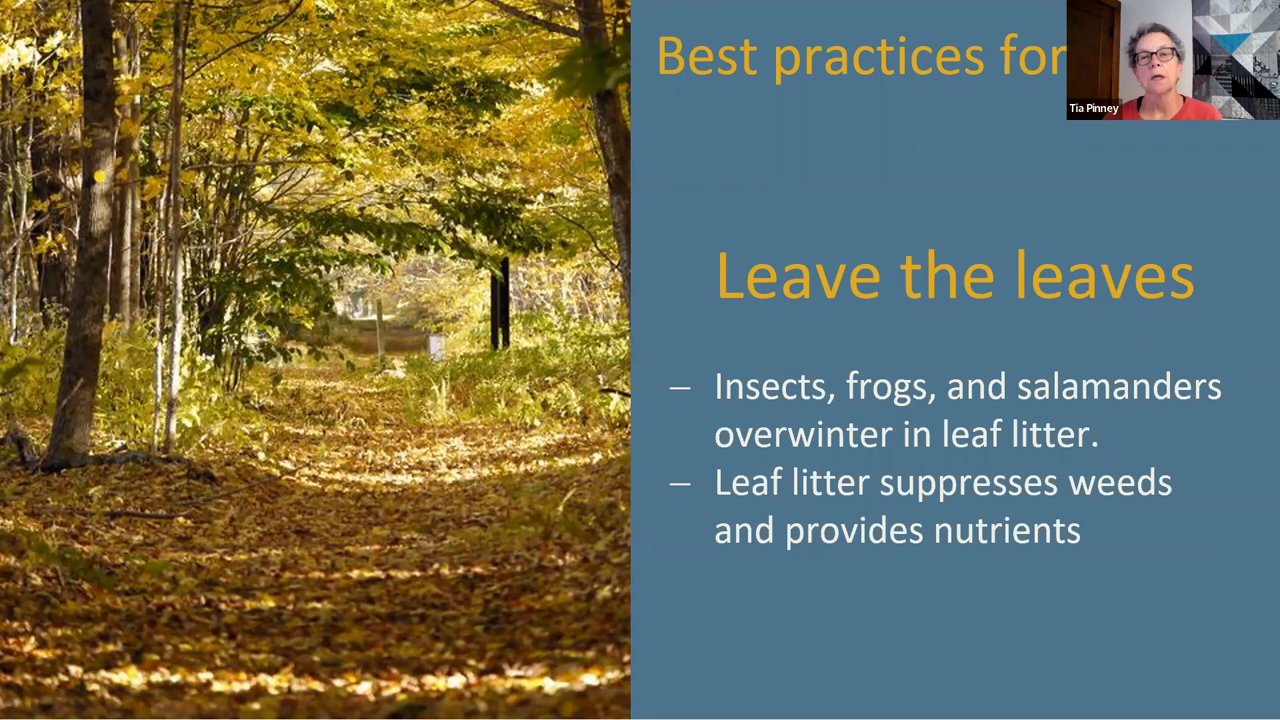 Best practices for
Tia Pinney
Leave the leaves
– Insects, frogs, and salamanders
overwinter in leaf litter.
– Leaf litter suppresses weeds
and provides nutrients